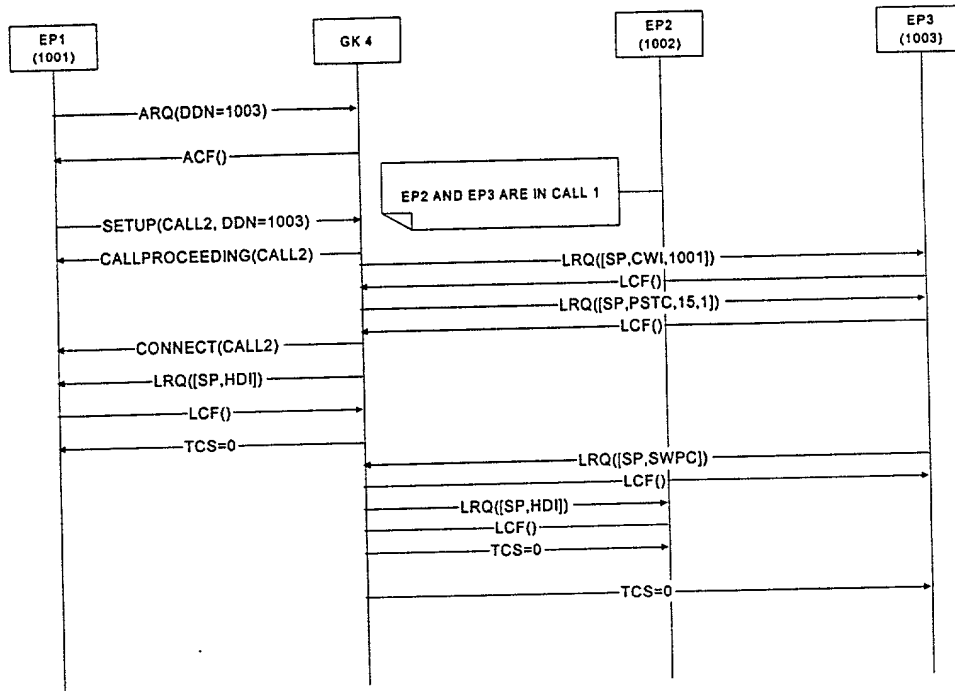 EP1
(1001)
GK 4
EP2
(1002)
EP3
(1003)
ARQ(DDN=1003)
ACF()
EP2 AND EP3 ARE IN CALL 1
SETUP(CALL2, DDN=1003)
CALLPROCEEDING(CALL2)
LRQ([SP,CWI,1001])
LCF()
LRQ([SP,PSTC,15,1])
LCF()
CONNECT(CALL2)
LRQ([SP,HDI])
LCF()
TCS=0
LRQ([SP,SWPC])
LCF()
LRQ([SP,HDI])
LCF()
TCS=0
TCS=0